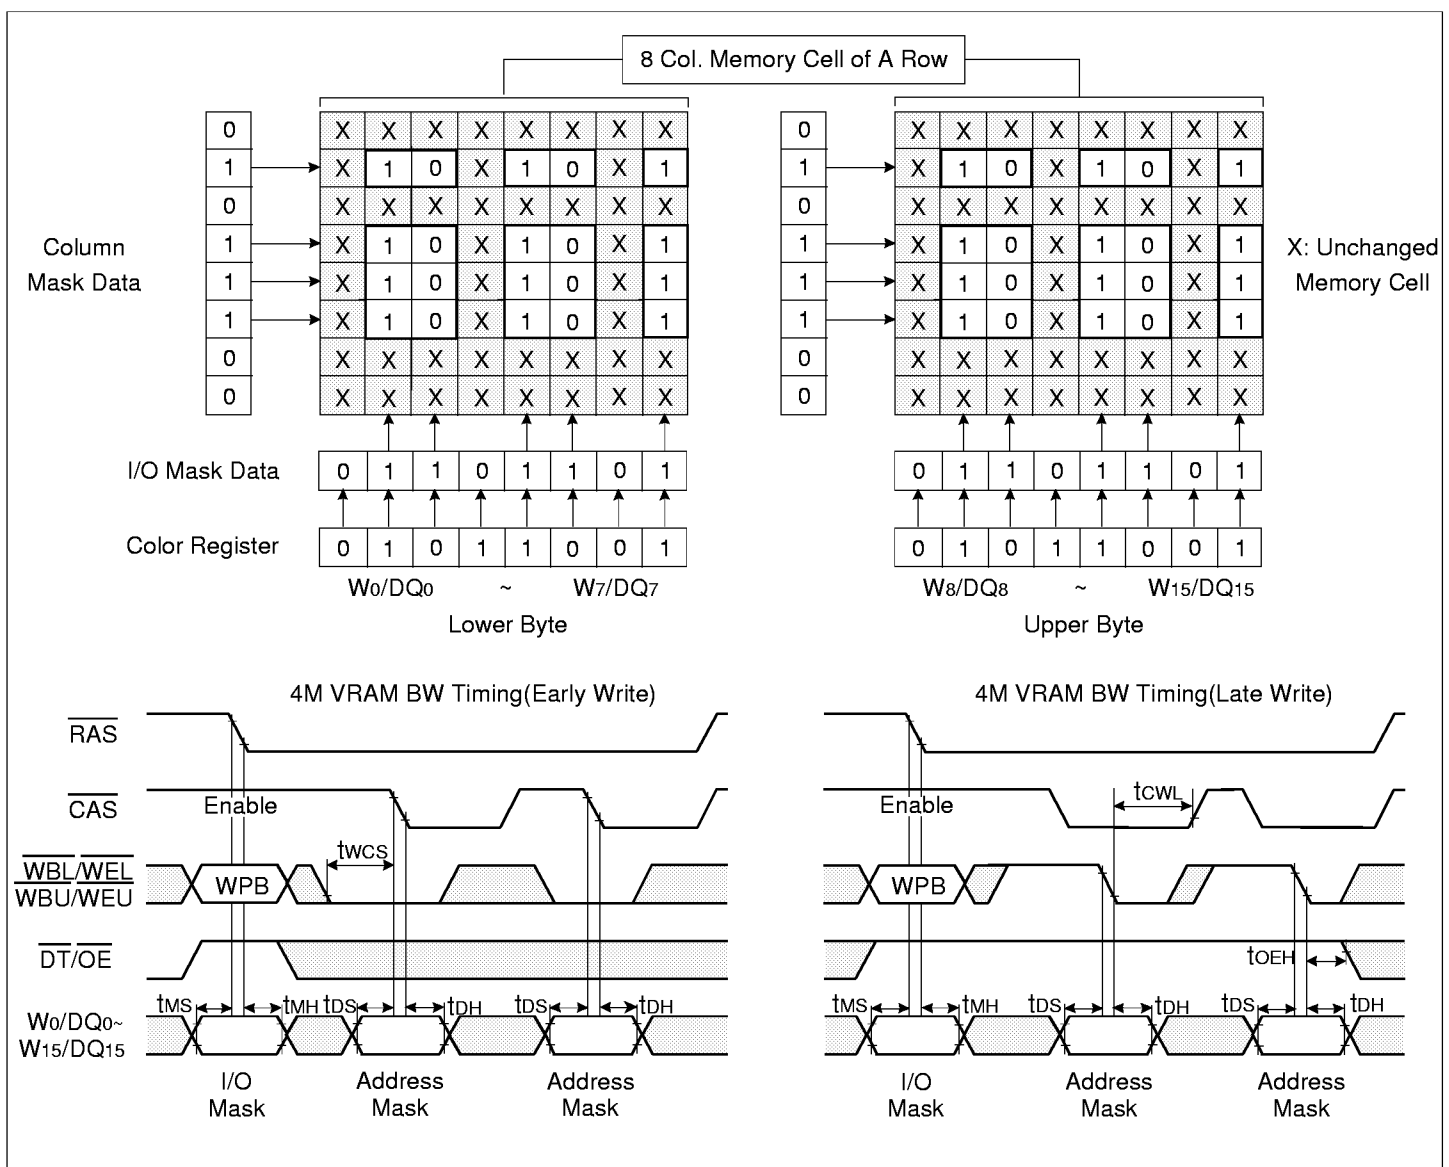 8 Col. Memory Cell of A Row
0 X X X X X X X X 0 X X X X X X X X
1 X 1 0 X 1 0 X 1 1 X 1 0 X 1 0 X 1
0 X X X X X X X X 0 X X X X X X X X
1 X 1 0 X 1 0 X 1 1 X 1 0 X 1 0 X 1
Column
Mask Data
X: Unchanged
Memory Cell
1 X 1 0 X 1 0 X 1 1 X 1 0 X 1 0 X 1
1 X 1 0 X 1 0 X 1 1 X 1 0 X 1 0 X 1
0 X X X X X X X X 0 X X X X X X X X
0 X X X X X X X X 0 X X X X X X X X
I/O Mask Data 0 1 1 0 1 1 0 1 0 1 1 0 1 1 0 1
Color Register 0 1 0 1 1 0 0 1 0 1 0 1 1 0 0 1
W0/DQ0 ~ W7/DQ7 W8/DQ8 ~ W15/DQ15
Lower Byte Upper Byte
4M VRAM BW Timing(Early Write) 4M VRAM BW Timing(Late Write)
RAS
CAS Enable Enable tCWL
tWCS
WBL/WEL
WBU/WEU WPB WPB
DT/OE tOEH
tMS tMH tDS tDH tDS tDH tMS tMH tDS tDH tDS tDH
W0/DQ0~
W15/DQ15
I/O Address Address I/O Address Address
Mask Mask Mask Mask Mask Mask